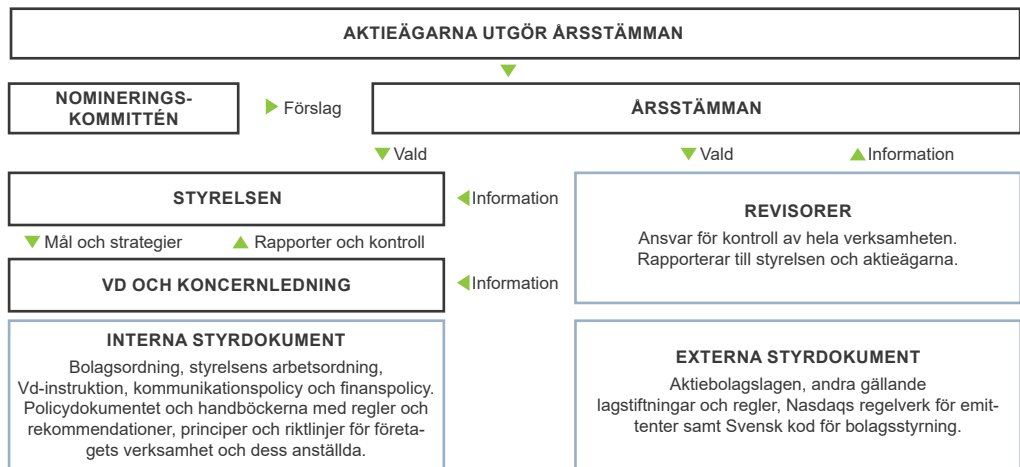 AKTIEÄGARNA UTGÖR ÅRSSTÄMMAN
NOMINERINGS-
KOMMITTÉN
Förslag
ÅRSSTÄMMAN
Vald
Vald
Information
STYRELSEN
Information
Mål och strategier
Rapporter och kontroll
VD OCH KONCERNLEDNING
Information
REVISORER
Ansvar för kontroll av hela verksamheten.
Rapporterar till styrelsen och aktieägarna.
INTERNA STYRDOKUMENT
Bolagsordning, styrelsens arbetsordning,
Vd-instruktion, kommunikationspolicy och finanspolicy.
Policydokumentet och handböckerna med regler och
rekommendationer, principer och riktlinjer för företa-
gets verksamhet och dess anställda.
EXTERNA STYRDOKUMENT
Aktiebolagslagen, andra gällande
lagstiftningar och regler, Nasdaqs regelverk för emit-
tenter samt Svensk kod för bolagsstyrning.